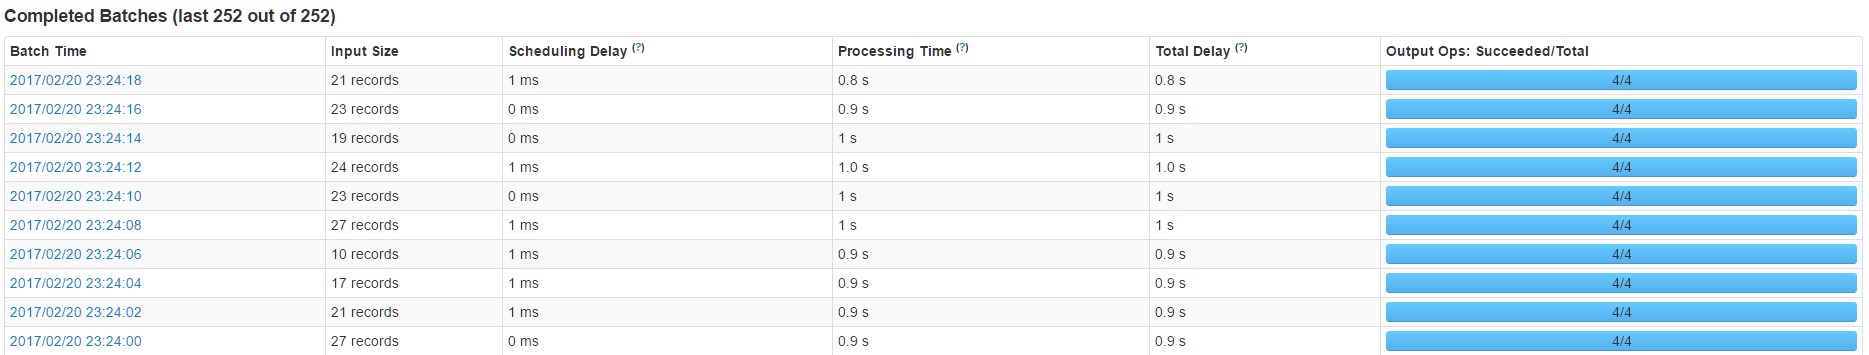 Completed Batches (last 252 out of 252)
Batch Time Input Size Scheduling Delay (?) Processing Time (?) Total Delay (?) Output Ops: Succeeded/Total
2017/02/20 23:24:18 21 records 1 ms 0.8 s 0.8 s 4/4
2017/02/20 23:24:16 23 records 0 ms 0.9 s 0.9 s 4/4
2017/02/20 23:24:14 19 records 0 ms 1 s 1 s 4/4
2017/02/20 23:24:12 24 records 1 ms 1.0 s 1.0 s 4/4
2017/02/20 23:24:10 23 records 0 ms 1 s 1 s 4/4
2017/02/20 23:24:08 27 records 1 ms 1 s 1 s 4/4
2017/02/20 23:24:06 10 records 1 ms 0.9 s 0.9 s 4/4
2017/02/20 23:24:04 17 records 1 ms 0.9 s 0.9 s 4/4
2017/02/20 23:24:02 21 records 1 ms 0.9 s 0.9 s 4/4
2017/02/20 23:24:00 27 records 0 ms 0.9 s 0.9 s 4/4